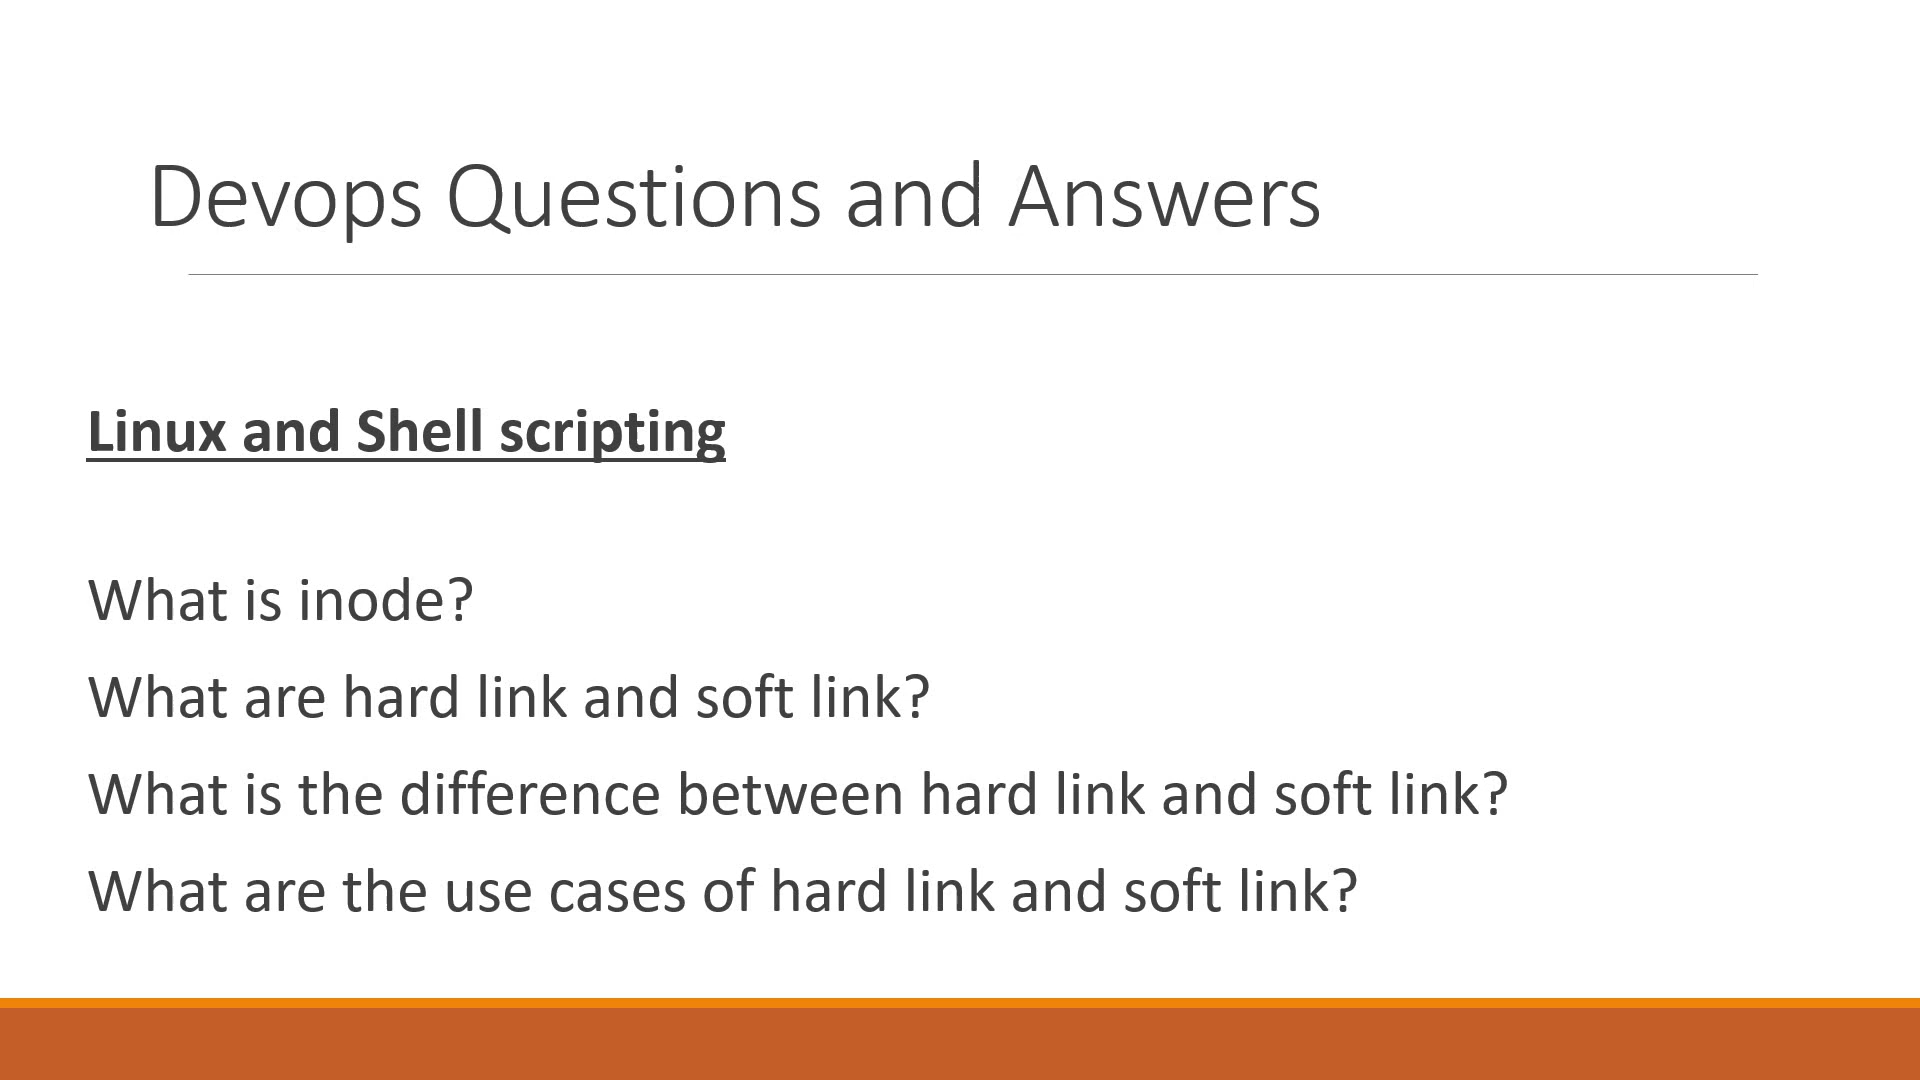 Devops Questions and Answers
Linux and Shell scripting
What is inode?
What are hard link and soft link?
What is the difference between hard link and soft link?
What are the use cases of hard link and soft link?